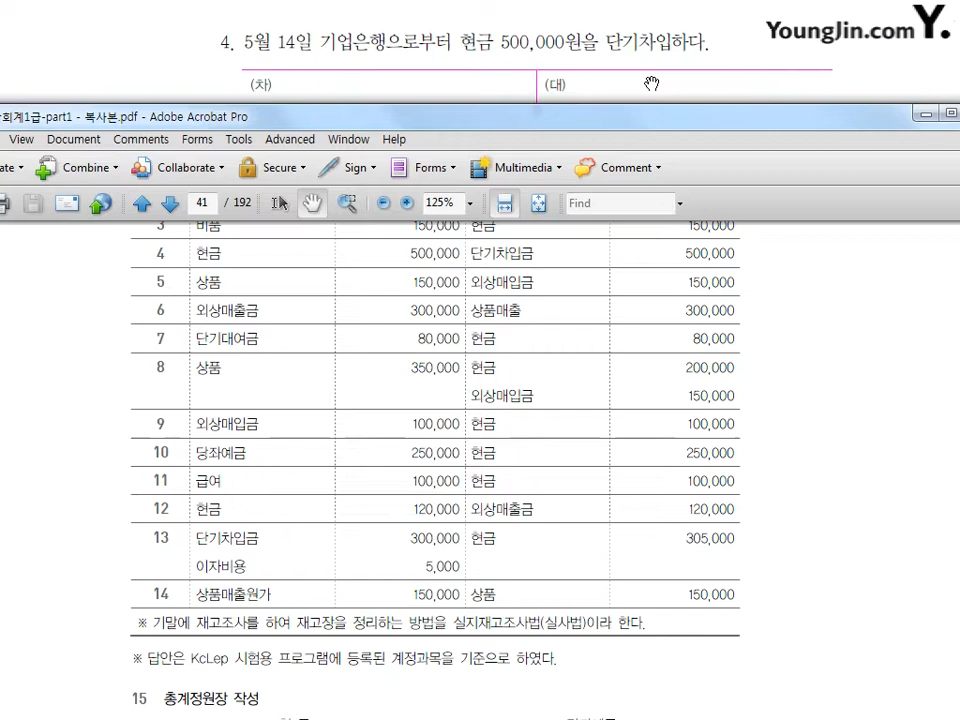 YoungJin.com Y.
4. 5월 14일 기업은행으로부터 현금 500,000원을 단기차입하다.
(차) (대)
회계1급-part1 - 복사본.pdf - Adobe Acrobat Pro
View Document Comments Forms Tools Advanced Window Help
ate Combine Collaborate Secure Sign Forms Multimedia Comment
41 / 192 125% Find
3 비품 150,000 현금 150,000
4 현금 500,000 단기차입금 500,000
5 상품 150,000 외상매입금 150,000
6 외상매출금 300,000 상품매출 300,000
7 단기대여금 80,000 현금 80,000
8 상품 350,000 현금 200,000
외상매입금 150,000
9 외상매입금 100,000 현금 100,000
10 당좌예금 250,000 현금 250,000
11 급여 100,000 현금 100,000
12 현금 120,000 외상매출금 120,000
13 단기차입금 300,000 현금 305,000
이자비용 5,000
14 상품매출원가 150,000 상품 150,000
※ 기말에 재고조사를 하여 재고장을 정리하는 방법을 실지재고조사법(실사법)이라 한다.
※ 답안은 KcLep 시험용 프로그램에 등록된 계정과목을 기준으로 하였다.
15 총계정원장 작성